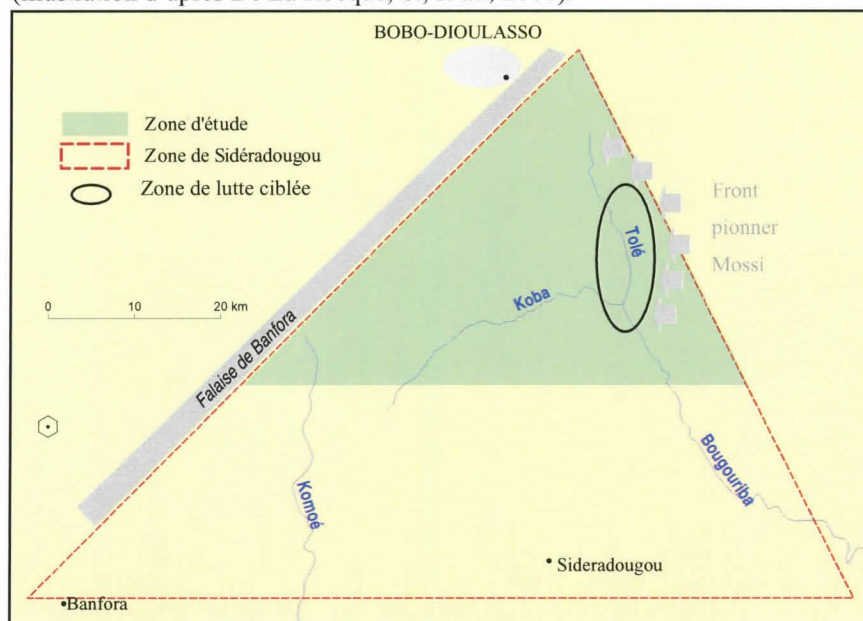 BOBO-DIOULASSO
Zone d'étude
Zone de Sidéradougou
Zone de lutte ciblée
Front
pionner
Mossi
Tolé
Koba
0 10 20 km
Falaise de Banfora
Komoé
Bougouriba
Sideradougou
Banfora